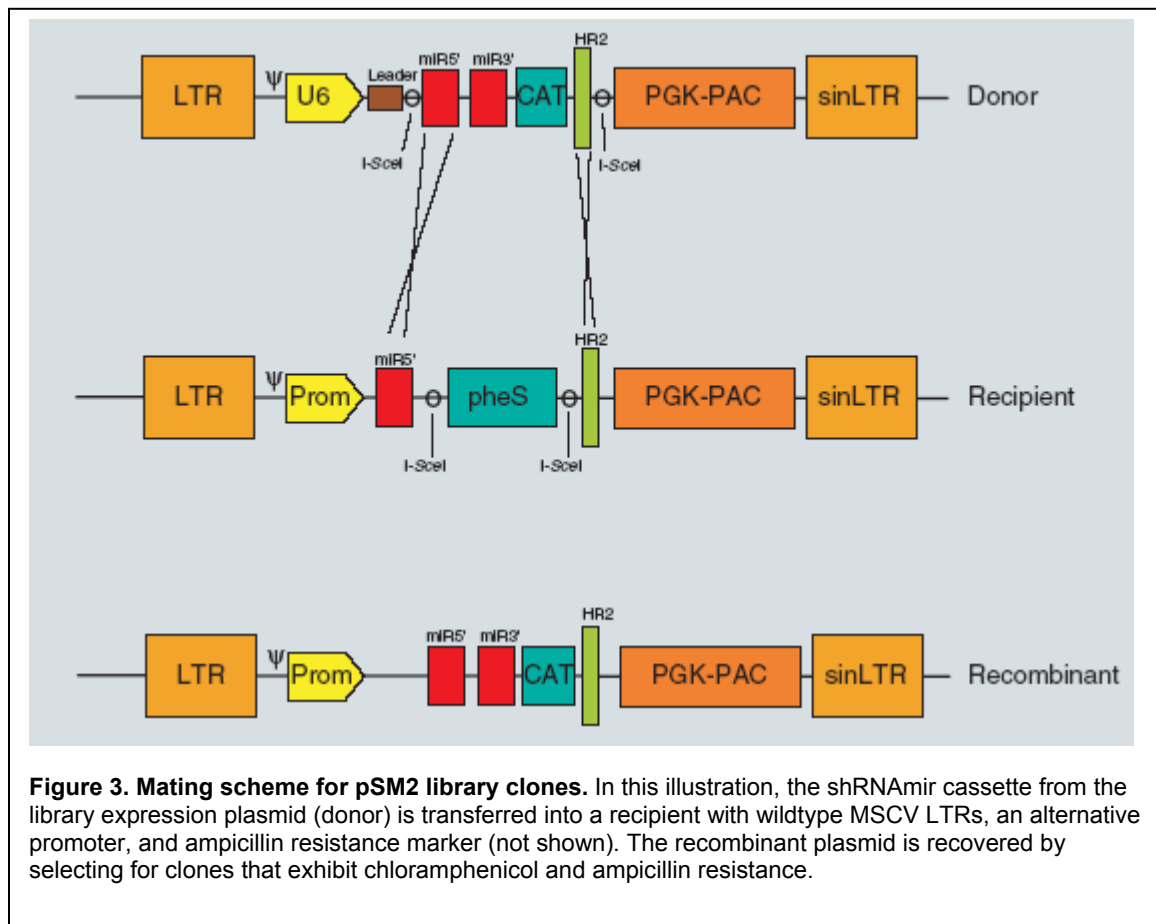 HR2
mIR5' mIR3'
Leader
LTR Ψ U6 CAT PGK-PAC sinLTR Donor
I-SceI I-SceI
HR2
mIR5'
LTR Ψ Prom pheS PGK-PAC sinLTR Recipient
I-SceI I-SceI
HR2
mIR5' mIR3'
LTR Ψ Prom CAT PGK-PAC sinLTR Recombinant
Figure 3. Mating scheme for pSM2 library clones. In this illustration, the shRNAmir cassette from the
library expression plasmid (donor) is transferred into a recipient with wildtype MSCV LTRs, an alternative
promoter, and ampicillin resistance marker (not shown). The recombinant plasmid is recovered by
selecting for clones that exhibit chloramphenicol and ampicillin resistance.